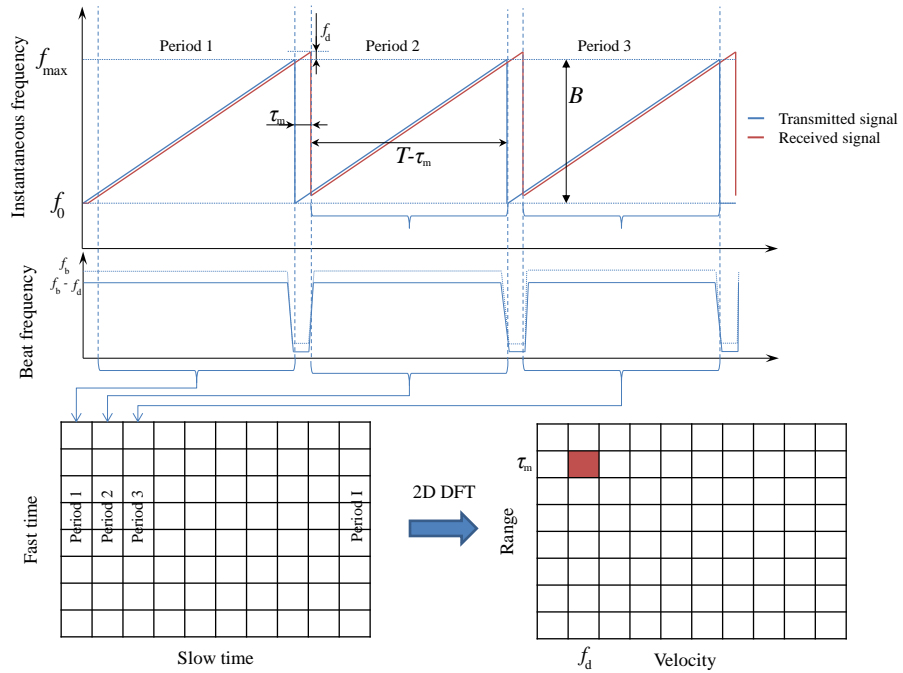 Instantaneous frequency
f_max
f_0
Period 1
f_d
Period 2
Period 3
τ_m
T-τ_m
B
Transmitted signal
Received signal
Beat frequency
f_b
f_b - f_d
Fast time
Period 1
Period 2
Period 3
Period I
Slow time
2D DFT
Range
τ_m
f_d
Velocity